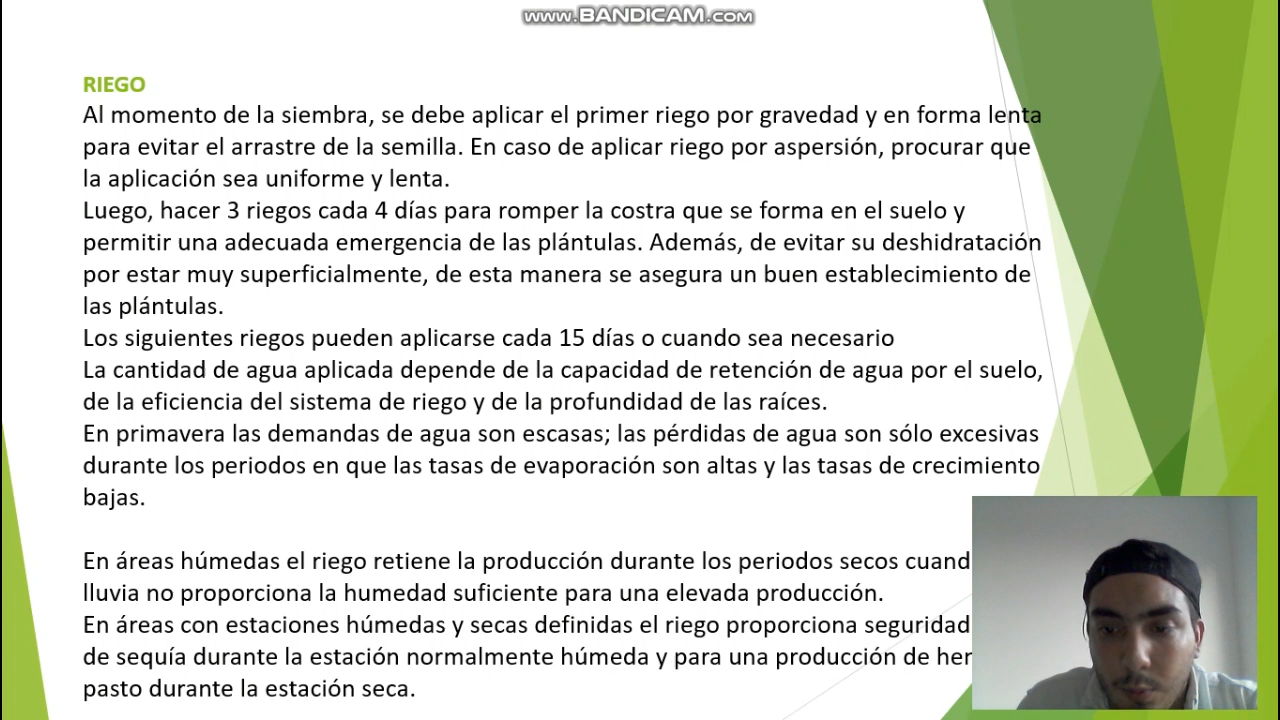 www.BANDICAM.com
RIEGO
Al momento de la siembra, se debe aplicar el primer riego por gravedad y en forma lenta
para evitar el arrastre de la semilla. En caso de aplicar riego por aspersión, procurar que
la aplicación sea uniforme y lenta.
Luego, hacer 3 riegos cada 4 días para romper la costra que se forma en el suelo y
permitir una adecuada emergencia de las plántulas. Además, de evitar su deshidratación
por estar muy superficialmente, de esta manera se asegura un buen establecimiento de
las plántulas.
Los siguientes riegos pueden aplicarse cada 15 días o cuando sea necesario
La cantidad de agua aplicada depende de la capacidad de retención de agua por el suelo,
de la eficiencia del sistema de riego y de la profundidad de las raíces.
En primavera las demandas de agua son escasas; las pérdidas de agua son sólo excesivas
durante los periodos en que las tasas de evaporación son altas y las tasas de crecimiento
bajas.
En áreas húmedas el riego retiene la producción durante los periodos secos cuand
lluvia no proporciona la humedad suficiente para una elevada producción.
En áreas con estaciones húmedas y secas definidas el riego proporciona seguridad
de sequía durante la estación normalmente húmeda y para una producción de her
pasto durante la estación seca.